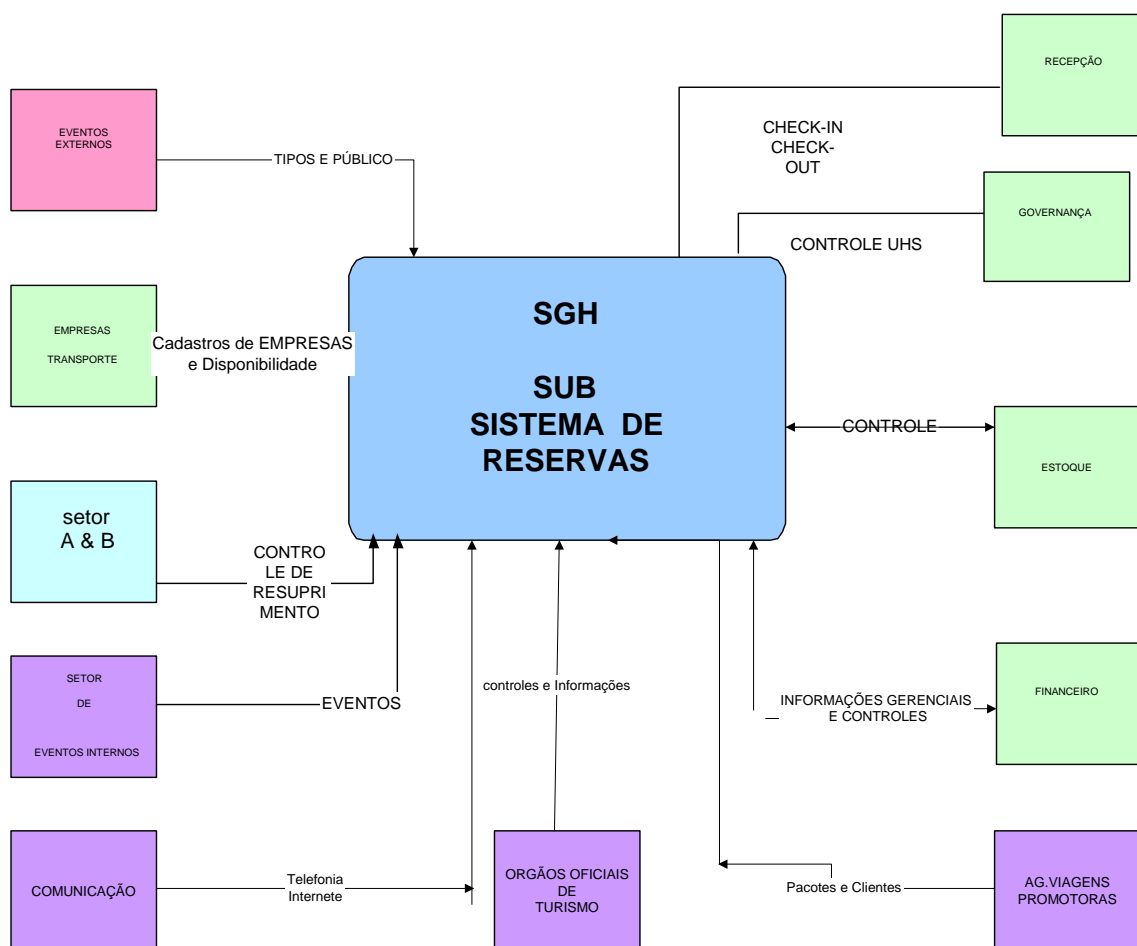 RECEPÇÃO
EVENTOS
EXTERNOS
CHECK-IN
CHECK-
OUT
TIPOS E PÚBLICO
GOVERNANÇA
CONTROLE UHS
SGH
SUB
SISTEMA DE
RESERVAS
EMPRESAS
TRANSPORTE
Cadastros de EMPRESAS
e Disponibilidade
CONTROLE
ESTOQUE
setor
A & B
CONTRO
LE DE
RESUPRI
MENTO
SETOR
DE
EVENTOS INTERNOS
EVENTOS
controles e Informações
INFORMAÇÕES GERENCIAIS
E CONTROLES
FINANCEIRO
COMUNICAÇÃO
Telefonia
Internete
ORGÃOS OFICIAIS
DE
TURISMO
Pacotes e Clientes
AG.VIAGENS
PROMOTORAS